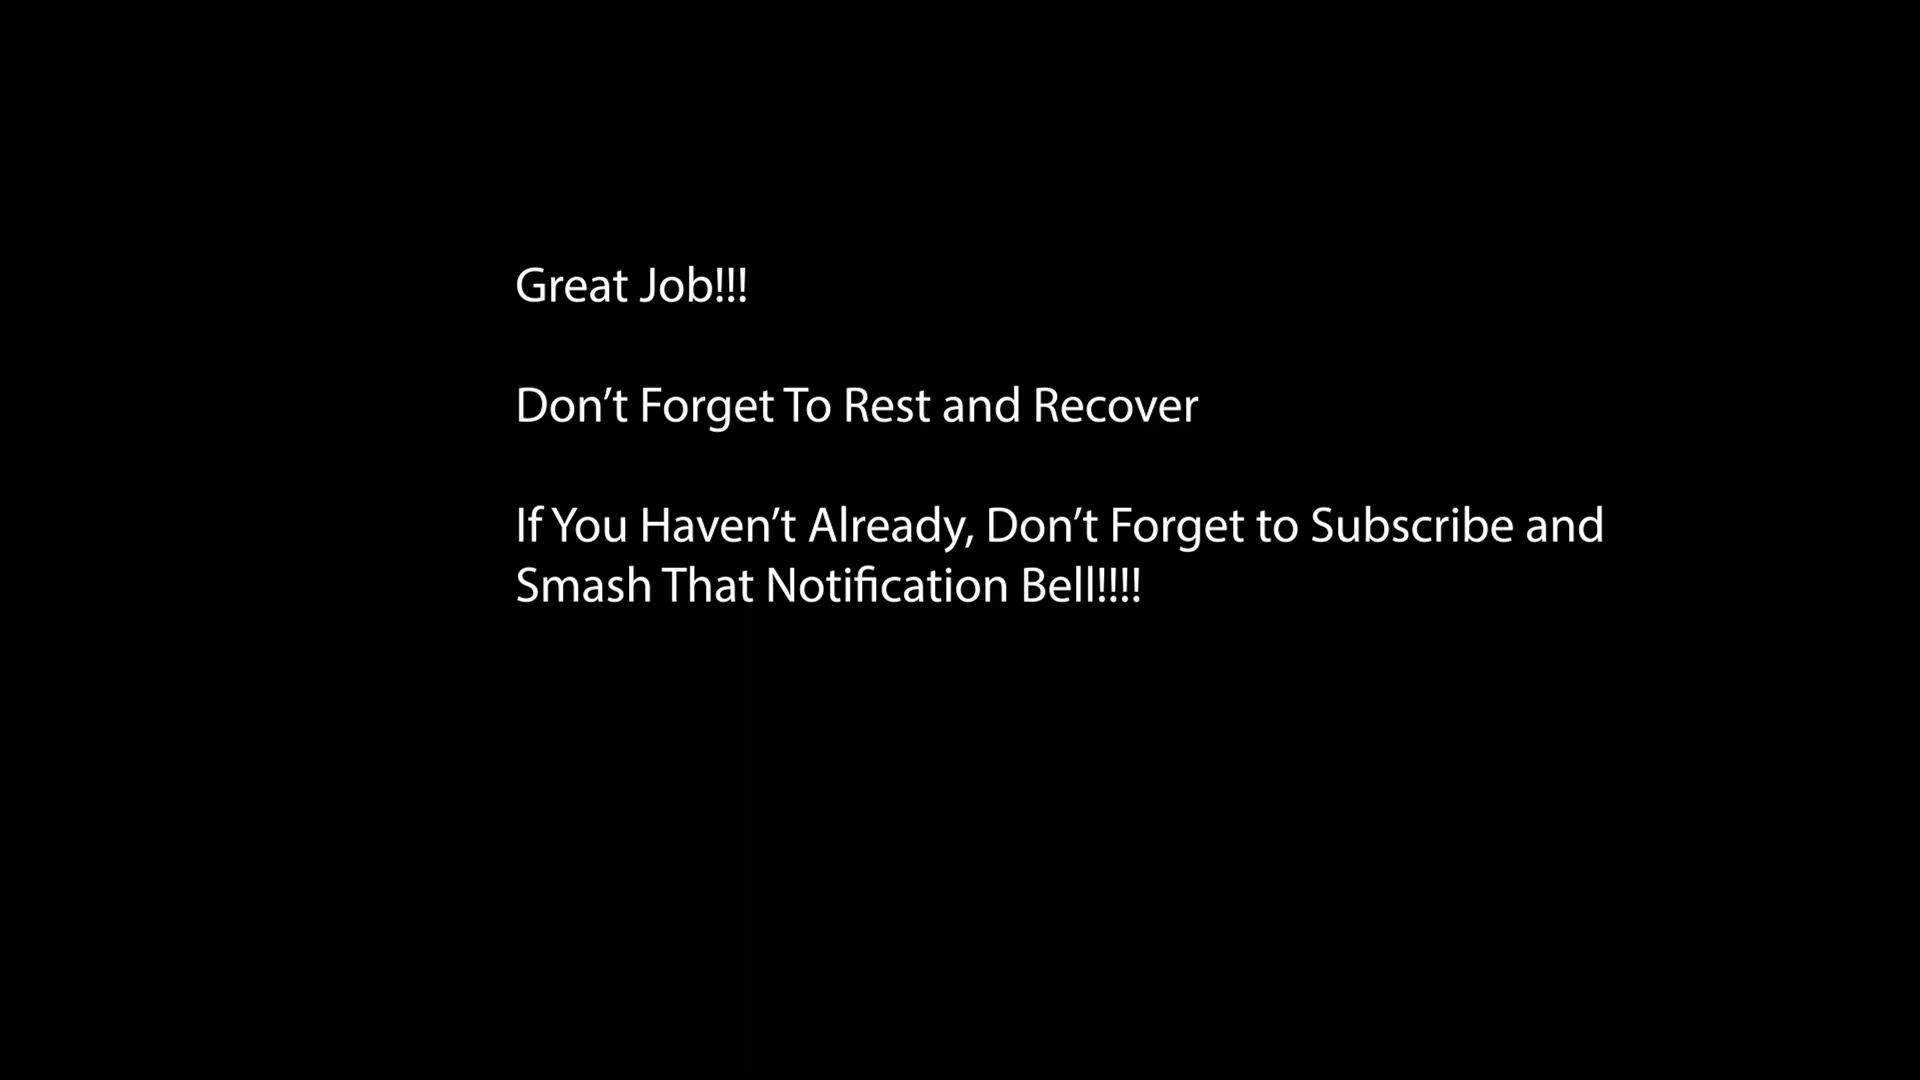 Great Job!!!
Don’t Forget To Rest and Recover
If You Haven’t Already, Don’t Forget to Subscribe and
Smash That Notification Bell!!!!